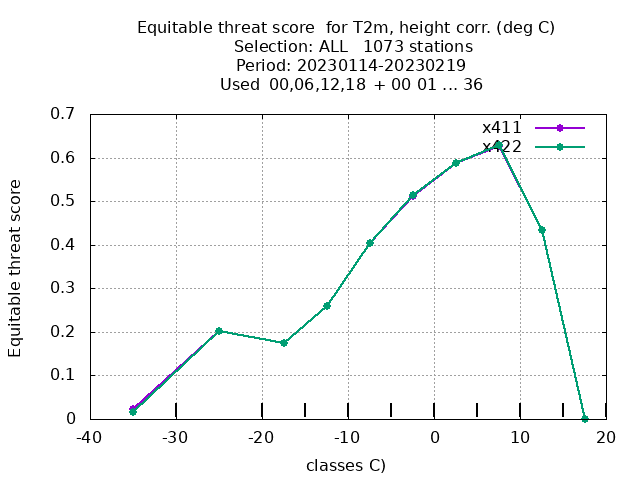 Equitable threat score for T2m, height corr. (deg C)
Selection: ALL 1073 stations
Period: 20230114-20230219
Used 00,06,12,18 + 00 01 ... 36
x411
x422
0.7
0.6
0.5
0.4
0.3
0.2
0.1
0
Equitable threat score
-40 -30 -20 -10 0 10 20
classes C)